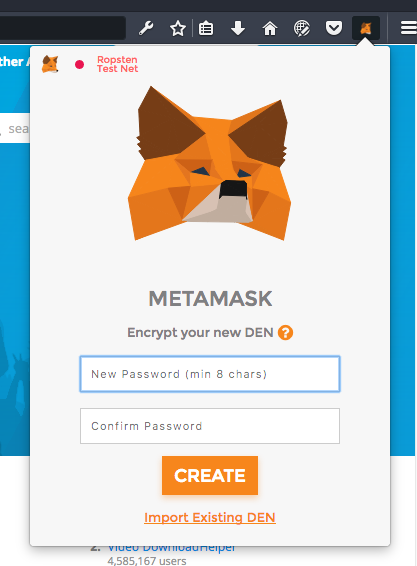 ther A
Ropsten
Test Net
sea
METAMASK
Encrypt your new DEN ?
New Password (min 8 chars)
Confirm Password
CREATE
Import Existing DEN
2. Video DownloadHelper
4,585,167 users